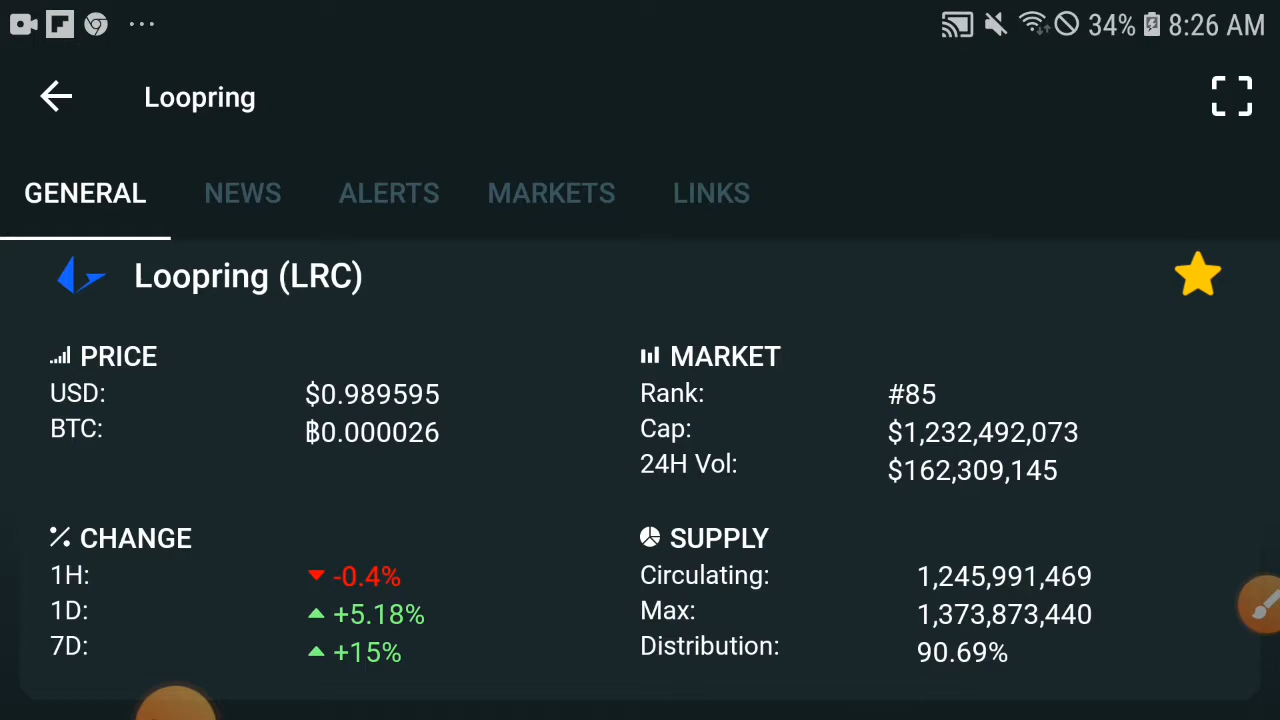 34% 8:26 AM
Loopring
GENERAL NEWS ALERTS MARKETS LINKS
Loopring (LRC)
PRICE
USD: $0.989595
BTC: ₿0.000026
MARKET
Rank: #85
Cap: $1,232,492,073
24H Vol: $162,309,145
CHANGE
1H: -0.4%
1D: +5.18%
7D: +15%
SUPPLY
Circulating: 1,245,991,469
Max: 1,373,873,440
Distribution: 90.69%